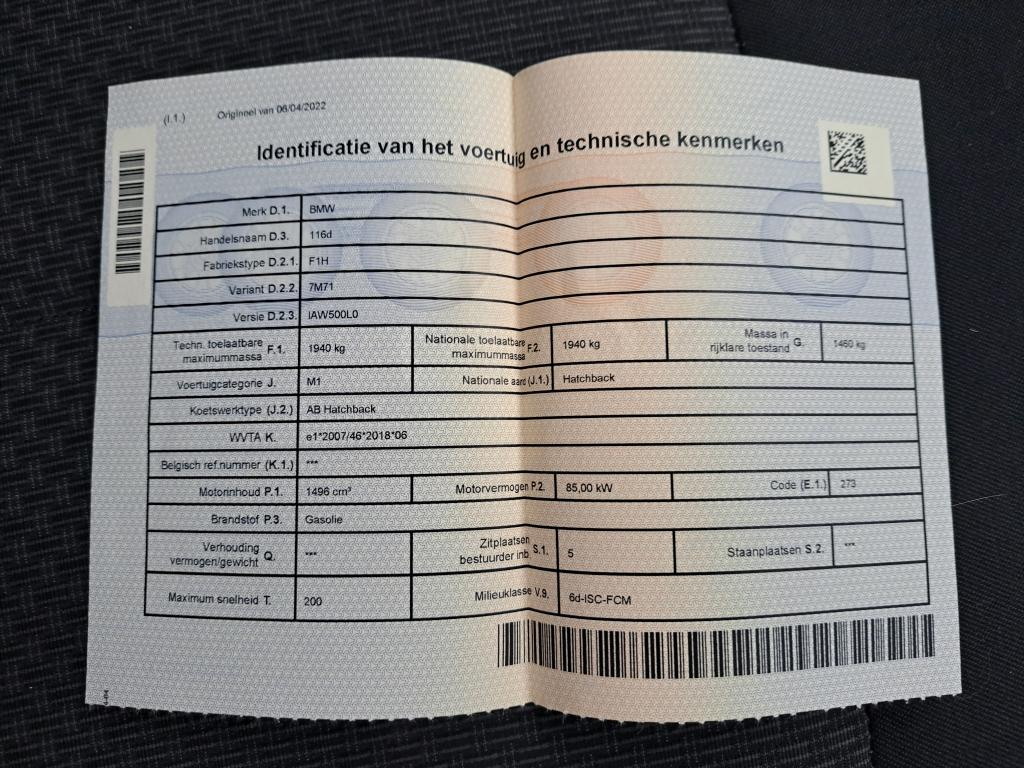 (I.1.) Origineel van 06/04/2022
Identificatie van het voertuig en technische kenmerken
Merk D.1. BMW
Handelsnaam D.3. 116d
Fabriekstype D.2.1. F1H
Variant D.2.2. 7M71
Versie D.2.3. IAW500L0
Techn. toelaatbare maximummassa F.1. 1940 kg Nationale toelaatbare maximummassa F.2. 1940 kg Massa in rijklare toestand G. 1460 kg
Voertuigcategorie J. M1 Nationale aard (J.1.) Hatchback
Koetswerktype (J.2.) AB Hatchback
WVTA K. e1*2007/46*2018*06
Belgisch ref.nummer (K.1.) ***
Motorinhoud P.1. 1496 cm³ Motorvermogen P.2. 85,00 kW Code (E.1.) 273
Brandstof P.3. Gasolie
Verhouding vermogen/gewicht Q. *** Zitplaatsen bestuurder inb. S.1. 5 Staanplaatsen S.2. ***
Maximum snelheid T. 200 Milieuklasse V.9. 6d-ISC-FCM